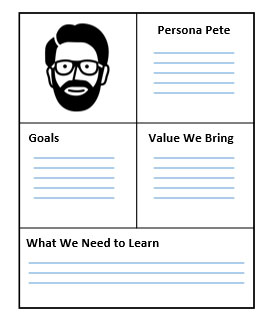 Persona Pete
Goals
Value We Bring
What We Need to Learn